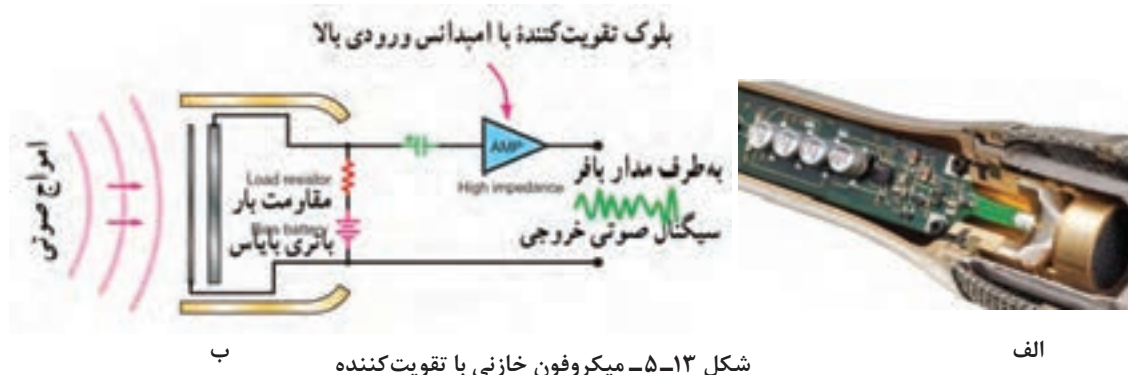 بلوک تقویت‌کنندهٔ با امپدانس ورودی بالا
امواج صوتی
Load resistor
مقاومت بار
Bias battery
باتری بایاس
AMP
High impedance
به‌طرف مدار بافر
سیگنال صوتی خروجی
الف
ب
شکل ۱۳ــ۵ــ میکروفون خازنی با تقویت‌کننده